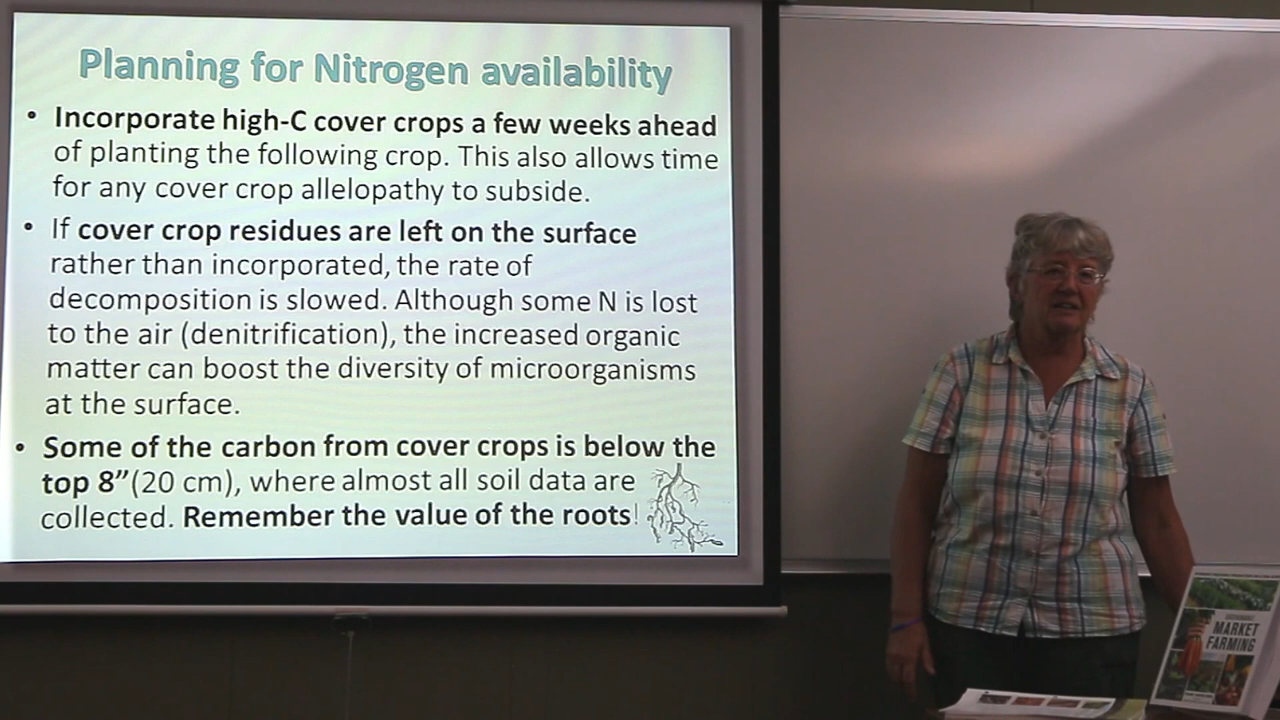 Planning for Nitrogen availability
• Incorporate high-C cover crops a few weeks ahead
of planting the following crop. This also allows time
for any cover crop allelopathy to subside.
• If cover crop residues are left on the surface
rather than incorporated, the rate of
decomposition is slowed. Although some N is lost
to the air (denitrification), the increased organic
matter can boost the diversity of microorganisms
at the surface.
• Some of the carbon from cover crops is below the
top 8”(20 cm), where almost all soil data are
collected. Remember the value of the roots!
MARKET
FARMING